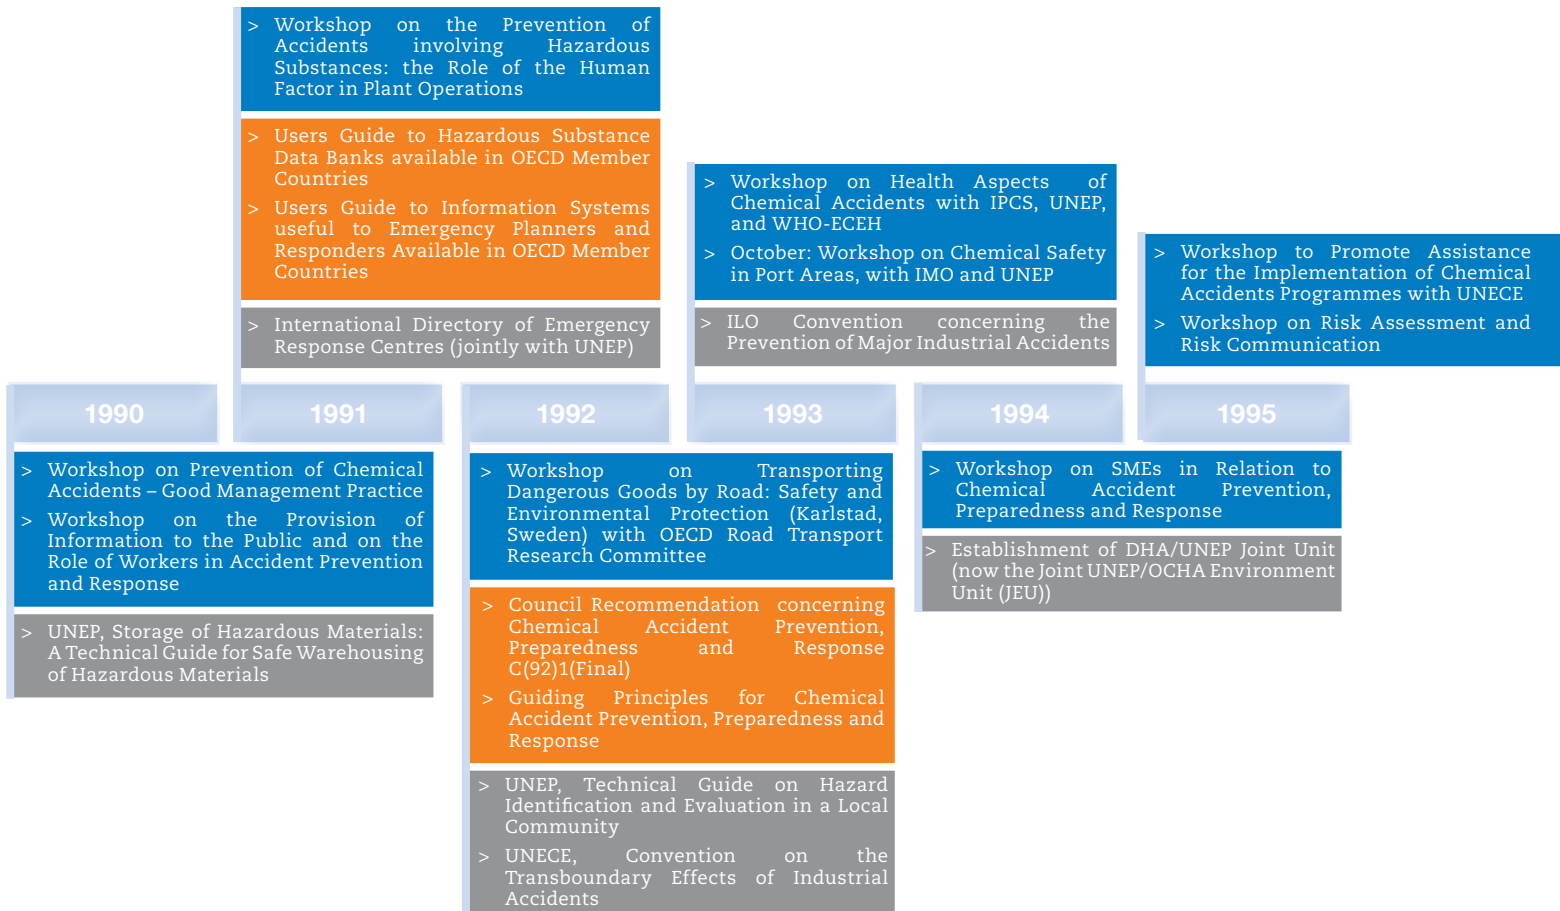 > Workshop on the Prevention of
Accidents involving Hazardous
Substances: the Role of the Human
Factor in Plant Operations
> Users Guide to Hazardous Substance
Data Banks available in OECD Member
Countries
> Users Guide to Information Systems
useful to Emergency Planners and
Responders Available in OECD Member
Countries
> International Directory of Emergency
Response Centres (jointly with UNEP)
> Workshop on Health Aspects of
Chemical Accidents with IPCS, UNEP,
and WHO-ECEH
> October: Workshop on Chemical Safety
in Port Areas, with IMO and UNEP
> ILO Convention concerning the
Prevention of Major Industrial Accidents
> Workshop to Promote Assistance
for the Implementation of Chemical
Accidents Programmes with UNECE
> Workshop on Risk Assessment and
Risk Communication
1990
1991
1992
1993
1994
1995
> Workshop on Prevention of Chemical
Accidents – Good Management Practice
> Workshop on the Provision of
Information to the Public and on the
Role of Workers in Accident Prevention
and Response
> UNEP, Storage of Hazardous Materials:
A Technical Guide for Safe Warehousing
of Hazardous Materials
> Workshop on Transporting
Dangerous Goods by Road: Safety and
Environmental Protection (Karlstad,
Sweden) with OECD Road Transport
Research Committee
> Council Recommendation concerning
Chemical Accident Prevention,
Preparedness and Response
C(92)1(Final)
> Guiding Principles for Chemical
Accident Prevention, Preparedness and
Response
> UNEP, Technical Guide on Hazard
Identification and Evaluation in a Local
Community
> UNECE, Convention on the
Transboundary Effects of Industrial
Accidents
> Workshop on SMEs in Relation to
Chemical Accident Prevention,
Preparedness and Response
> Establishment of DHA/UNEP Joint Unit
(now the Joint UNEP/OCHA Environment
Unit (JEU))